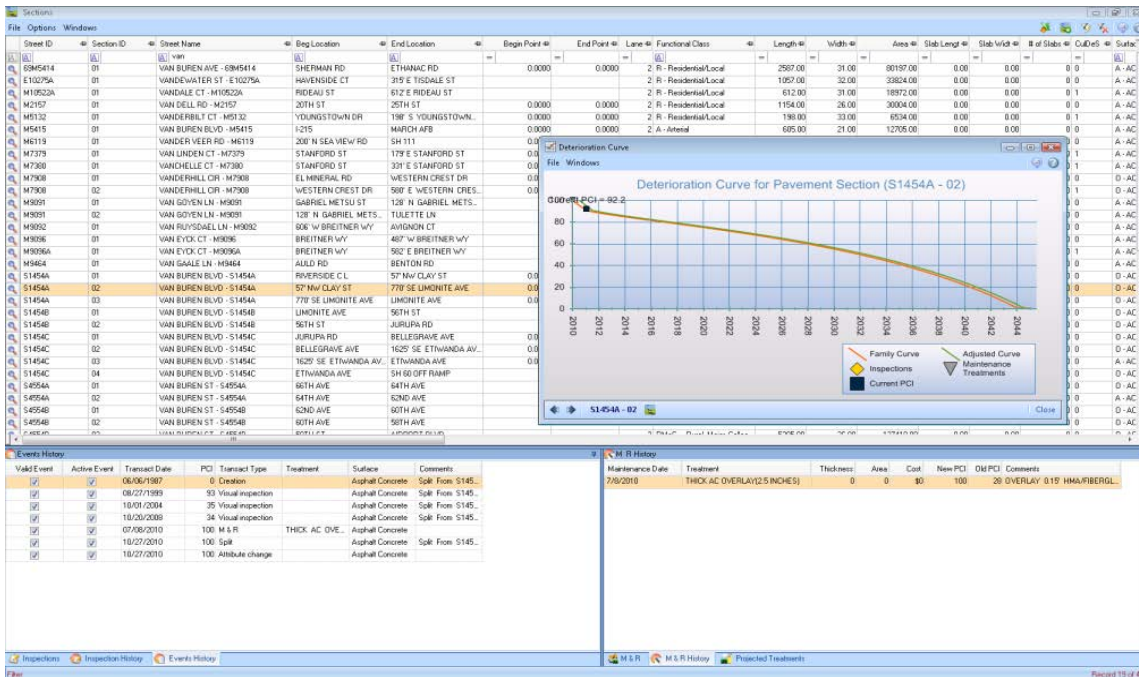 Sections
File Options Windows
Street ID Section ID Street Name Beg Location End Location Begin Point End Point Lane Functional Class Length Width Area Slab Lengt Slab Widt # of Slabs CulDeS Surfac
van
69M5414 01 VAN BUREN AVE - 69M5414 SHERMAN RD ETHANAC RD 0.0000 0.0000 2 R - Residential/Local 2587.00 31.00 80197.00 0.00 0.00 0 0 A - AC
E10275A 01 VANDEWATER ST - E10275A HAVENSIDE CT 315' E TISDALE ST 2 R - Residential/Local 1057.00 32.00 33824.00 0.00 0.00 0 0 A - AC
M10522A 01 VANDALE CT - M10522A RIDEAU ST 612' E RIDEAU ST 2 R - Residential/Local 612.00 31.00 18972.00 0.00 0.00 0 1 A - AC
M2157 01 VAN DELL RD - M2157 20TH ST 25TH ST 0.0000 0.0000 2 R - Residential/Local 1154.00 26.00 30004.00 0.00 0.00 0 0 A - AC
M5132 01 VANDERBILT CT - M5132 YOUNGSTOWN DR 198' S YOUNGSTOWN... 0.0000 0.0000 2 R - Residential/Local 198.00 33.00 6534.00 0.00 0.00 0 1 A - AC
M5415 01 VAN BUREN BLVD - M5415 I-215 MARCH AFB 0.0000 0.0000 2 A - Arterial 605.00 21.00 12705.00 0.00 0.00 0 0 A - AC
M6119 01 VANDER VEER RD - M6119 200' N SEA VIEW RD SH 111
M7379 01 VAN LINDEN CT - M7379 STANFORD ST 179' E STANFORD ST
M7380 01 VANCHELLE CT - M7380 STANFORD ST 331' E STANFORD ST
M7908 01 VANDERHILL CIR - M7908 EL MINERAL RD WESTERN CREST DR
M7908 02 VANDERHILL CIR - M7908 WESTERN CREST DR 580' E WESTERN CRES...
M9091 01 VAN GOYEN LN - M9091 GABRIEL METSU ST 128' N GABRIEL METS...
M9091 02 VAN GOYEN LN - M9091 128' N GABRIEL METS... TULETTE LN
M9092 01 VAN RUYSDAEL LN - M9092 606' W BREITNER WY AVIGNON CT
M9096 01 VAN EYCK CT - M9096 BREITNER WY 487' W BREITNER WY
M9096A 01 VAN EYCK CT - M9096A BREITNER WY 582' E BREITNER WY
M9464 01 VAN GAALE LN - M9464 AULD RD BENTON RD
S1454A 01 VAN BUREN BLVD - S1454A RIVERSIDE C L 57' NW CLAY ST
S1454A 02 VAN BUREN BLVD - S1454A 57' NW CLAY ST 770' SE LIMONITE AVE
S1454A 03 VAN BUREN BLVD - S1454A 770' SE LIMONITE AVE LIMONITE AVE
S1454B 01 VAN BUREN BLVD - S1454B LIMONITE AVE 56TH ST
S1454B 02 VAN BUREN BLVD - S1454B 56TH ST JURUPA RD
S1454C 01 VAN BUREN BLVD - S1454C JURUPA RD BELLEGRAVE AVE
S1454C 02 VAN BUREN BLVD - S1454C BELLEGRAVE AVE 1625' SE ETIWANDA AV...
S1454C 03 VAN BUREN BLVD - S1454C 1625' SE ETIWANDA AV... ETIWANDA AVE
S1454C 04 VAN BUREN BLVD - S1454C ETIWANDA AVE SH 60 OFF RAMP
S4554A 01 VAN BUREN ST - S4554A 66TH AVE 64TH AVE
S4554A 02 VAN BUREN ST - S4554A 64TH AVE 62ND AVE
S4554B 01 VAN BUREN ST - S4554B 62ND AVE 60TH AVE
S4554B 02 VAN BUREN ST - S4554B 60TH AVE 58TH AVE
Deterioration Curve
File Windows
Deterioration Curve for Pavement Section (S1454A - 02)
Current PCI = 92.2
100
80
60
40
20
0
2010 2012 2014 2016 2018 2020 2022 2024 2026 2028 2030 2032 2034 2036 2038 2040 2042 2044
Family Curve Adjusted Curve
Inspections Maintenance Treatments
Current PCI
S1454A - 02 Close
Events History
Valid Event Active Event Transact Date PCI Transact Type Treatment Surface Comments
06/06/1987 0 Creation Asphalt Concrete Split From S145...
08/27/1999 93 Visual inspection Asphalt Concrete Split From S145...
10/01/2004 35 Visual inspection Asphalt Concrete Split From S145...
10/20/2008 34 Visual inspection Asphalt Concrete Split From S145...
07/08/2010 100 M & R THICK AC OVE... Asphalt Concrete
10/27/2010 100 Split Asphalt Concrete Split From S145...
10/27/2010 100 Attribute change Asphalt Concrete
M R History
Maintenance Date Treatment Thickness Area Cost New PCI Old PCI Comments
7/8/2010 THICK AC OVERLAY(2.5 INCHES) 0 0 $0 100 28 OVERLAY 0.15' HMA/FIBERGL...
Inspections Inspection History Events History
M & R M & R History Projected Treatments
Filter
Record 19 of